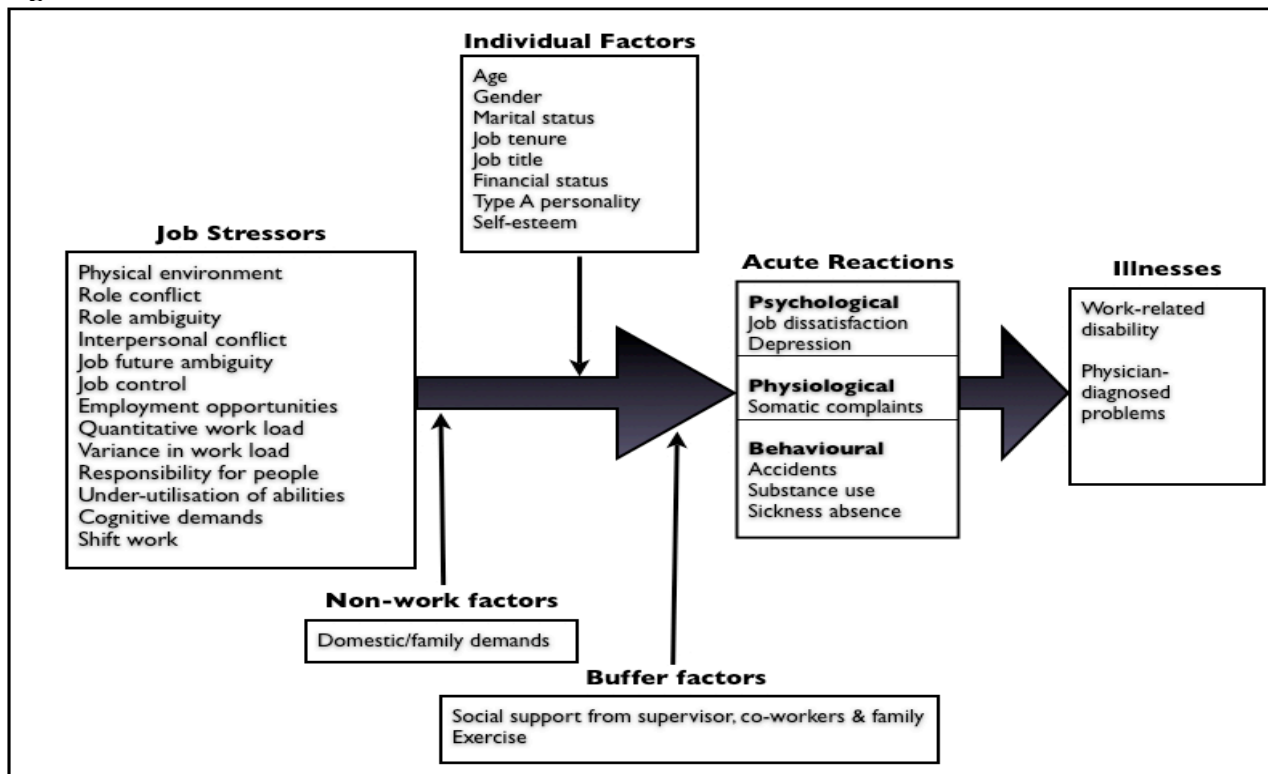 Individual Factors
Age
Gender
Marital status
Job tenure
Job title
Financial status
Type A personality
Self-esteem
Job Stressors
Physical environment
Role conflict
Role ambiguity
Interpersonal conflict
Job future ambiguity
Job control
Employment opportunities
Quantitative work load
Variance in work load
Responsibility for people
Under-utilisation of abilities
Cognitive demands
Shift work
Acute Reactions
Psychological
Job dissatisfaction
Depression
Physiological
Somatic complaints
Behavioural
Accidents
Substance use
Sickness absence
Illnesses
Work-related
disability
Physician-
diagnosed
problems
Non-work factors
Domestic/family demands
Buffer factors
Social support from supervisor, co-workers & family
Exercise